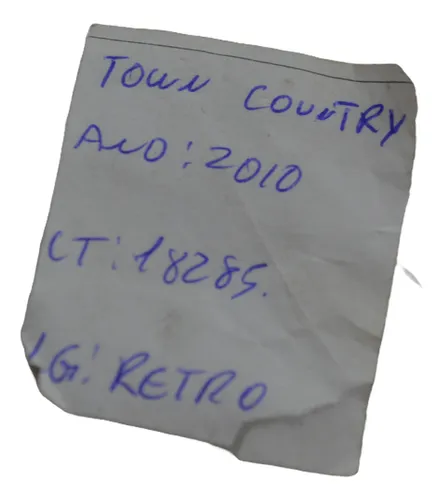 TOWN COUNTRY
ANO: 2010
CT: 18285.
LG: RETRO